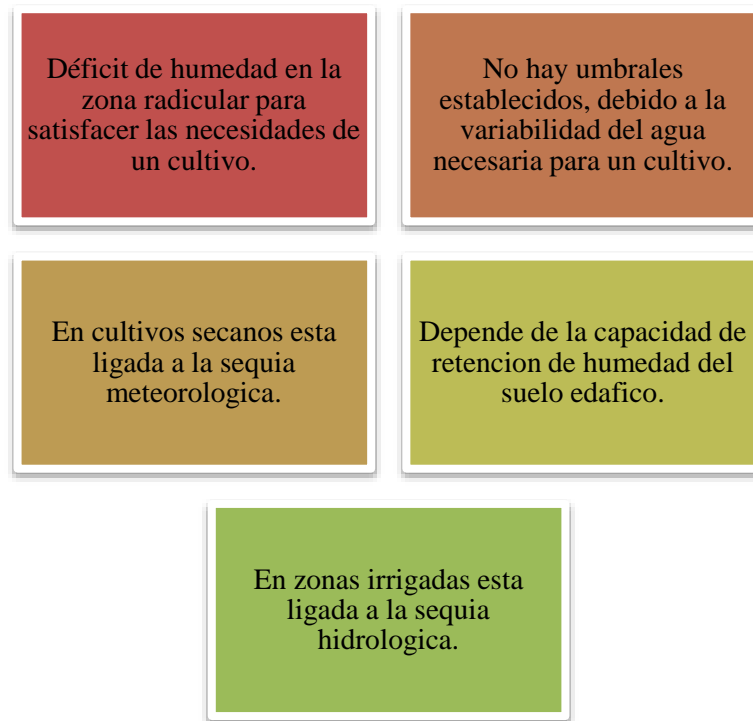 Déficit de humedad en la
zona radicular para
satisfacer las necesidades de
un cultivo.
No hay umbrales
establecidos, debido a la
variabilidad del agua
necesaria para un cultivo.
En cultivos secanos esta
ligada a la sequia
meteorologica.
Depende de la capacidad de
retencion de humedad del
suelo edafico.
En zonas irrigadas esta
ligada a la sequia
hidrologica.